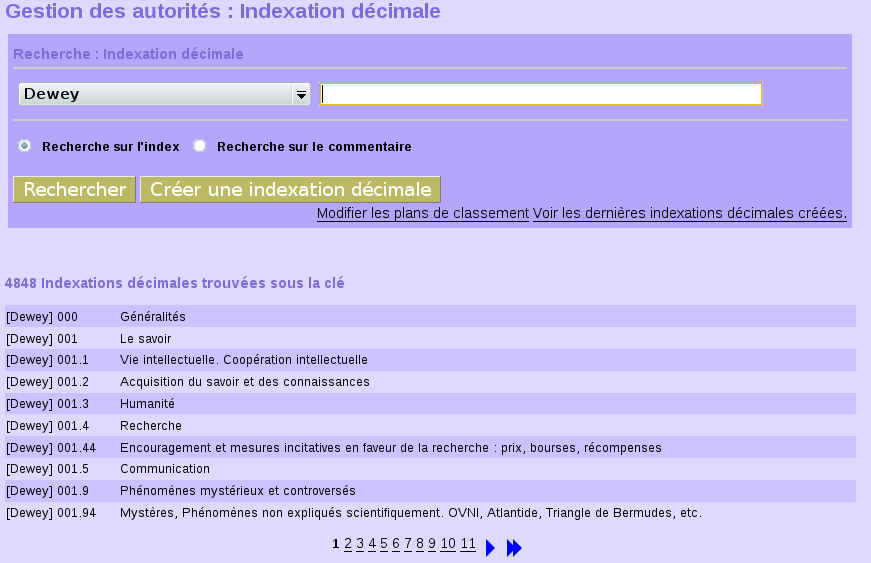 Gestion des autorités : Indexation décimale
Recherche : Indexation décimale
Dewey
Recherche sur l'index Recherche sur le commentaire
Rechercher Créer une indexation décimale
Modifier les plans de classement Voir les dernières indexations décimales créées.
4848 Indexations décimales trouvées sous la clé
[Dewey] 000 Généralités
[Dewey] 001 Le savoir
[Dewey] 001.1 Vie intellectuelle. Coopération intellectuelle
[Dewey] 001.2 Acquisition du savoir et des connaissances
[Dewey] 001.3 Humanité
[Dewey] 001.4 Recherche
[Dewey] 001.44 Encouragement et mesures incitatives en faveur de la recherche : prix, bourses, récompenses
[Dewey] 001.5 Communication
[Dewey] 001.9 Phénomènes mystérieux et controversés
[Dewey] 001.94 Mystères, Phénomènes non expliqués scientifiquement. OVNI, Atlantide, Triangle de Bermudes, etc.
1 2 3 4 5 6 7 8 9 10 11